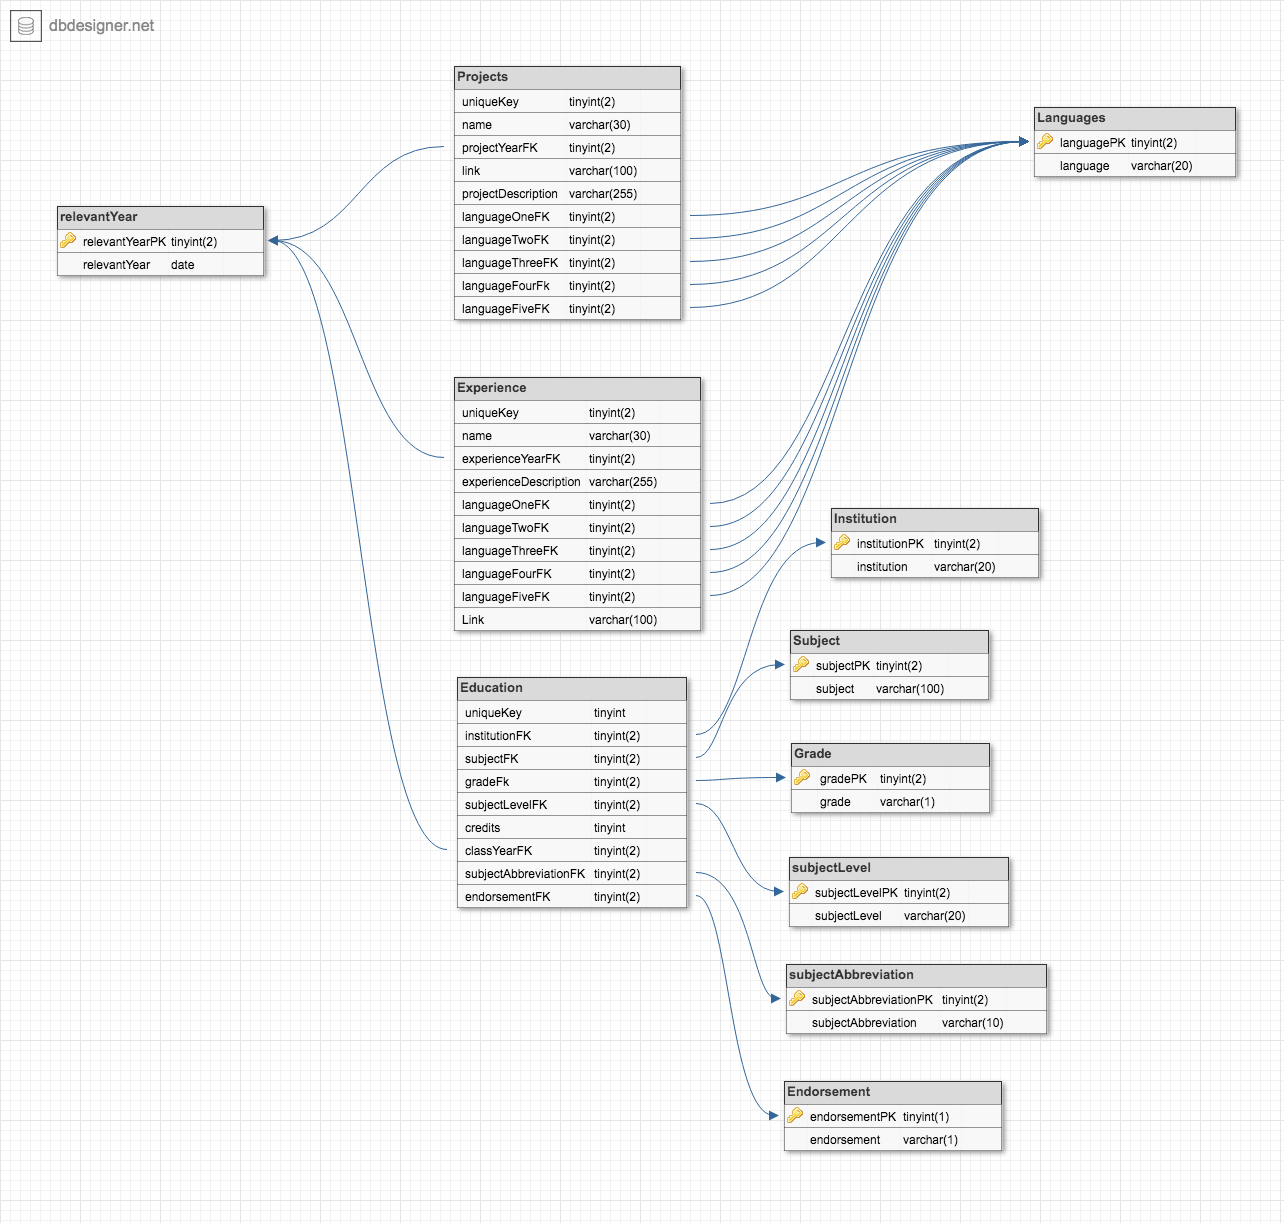 dbdesigner.net
Projects
uniqueKey tinyint(2)
name varchar(30)
projectYearFK tinyint(2)
link varchar(100)
projectDescription varchar(255)
languageOneFK tinyint(2)
languageTwoFK tinyint(2)
languageThreeFK tinyint(2)
languageFourFk tinyint(2)
languageFiveFK tinyint(2)
Languages
languagePK tinyint(2)
language varchar(20)
relevantYear
relevantYearPK tinyint(2)
relevantYear date
Experience
uniqueKey tinyint(2)
name varchar(30)
experienceYearFK tinyint(2)
experienceDescription varchar(255)
languageOneFK tinyint(2)
languageTwoFK tinyint(2)
languageThreeFK tinyint(2)
languageFourFK tinyint(2)
languageFiveFK tinyint(2)
Link varchar(100)
Institution
institutionPK tinyint(2)
institution varchar(20)
Subject
subjectPK tinyint(2)
subject varchar(100)
Education
uniqueKey tinyint
institutionFK tinyint(2)
subjectFK tinyint(2)
gradeFk tinyint(2)
subjectLevelFK tinyint(2)
credits tinyint
classYearFK tinyint(2)
subjectAbbreviationFK tinyint(2)
endorsementFK tinyint(2)
Grade
gradePK tinyint(2)
grade varchar(1)
subjectLevel
subjectLevelPK tinyint(2)
subjectLevel varchar(20)
subjectAbbreviation
subjectAbbreviationPK tinyint(2)
subjectAbbreviation varchar(10)
Endorsement
endorsementPK tinyint(1)
endorsement varchar(1)